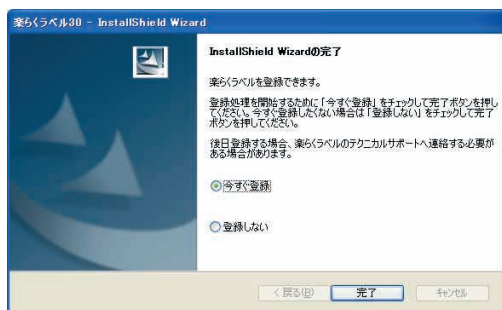 楽らくラベル30 - InstallShield Wizard
InstallShield Wizardの完了
楽らくラベルを登録できます。
登録処理を開始するために「今すぐ登録」をチェックして完了ボタンを押し
てください。今すぐ登録したくない場合は「登録しない」をチェックして完了
ボタンを押してください。
後日登録する場合、楽らくラベルのテクニカルサポートへ連絡する必要が
ある場合があります。
今すぐ登録
登録しない
< 戻る(B) 完了 キャンセル